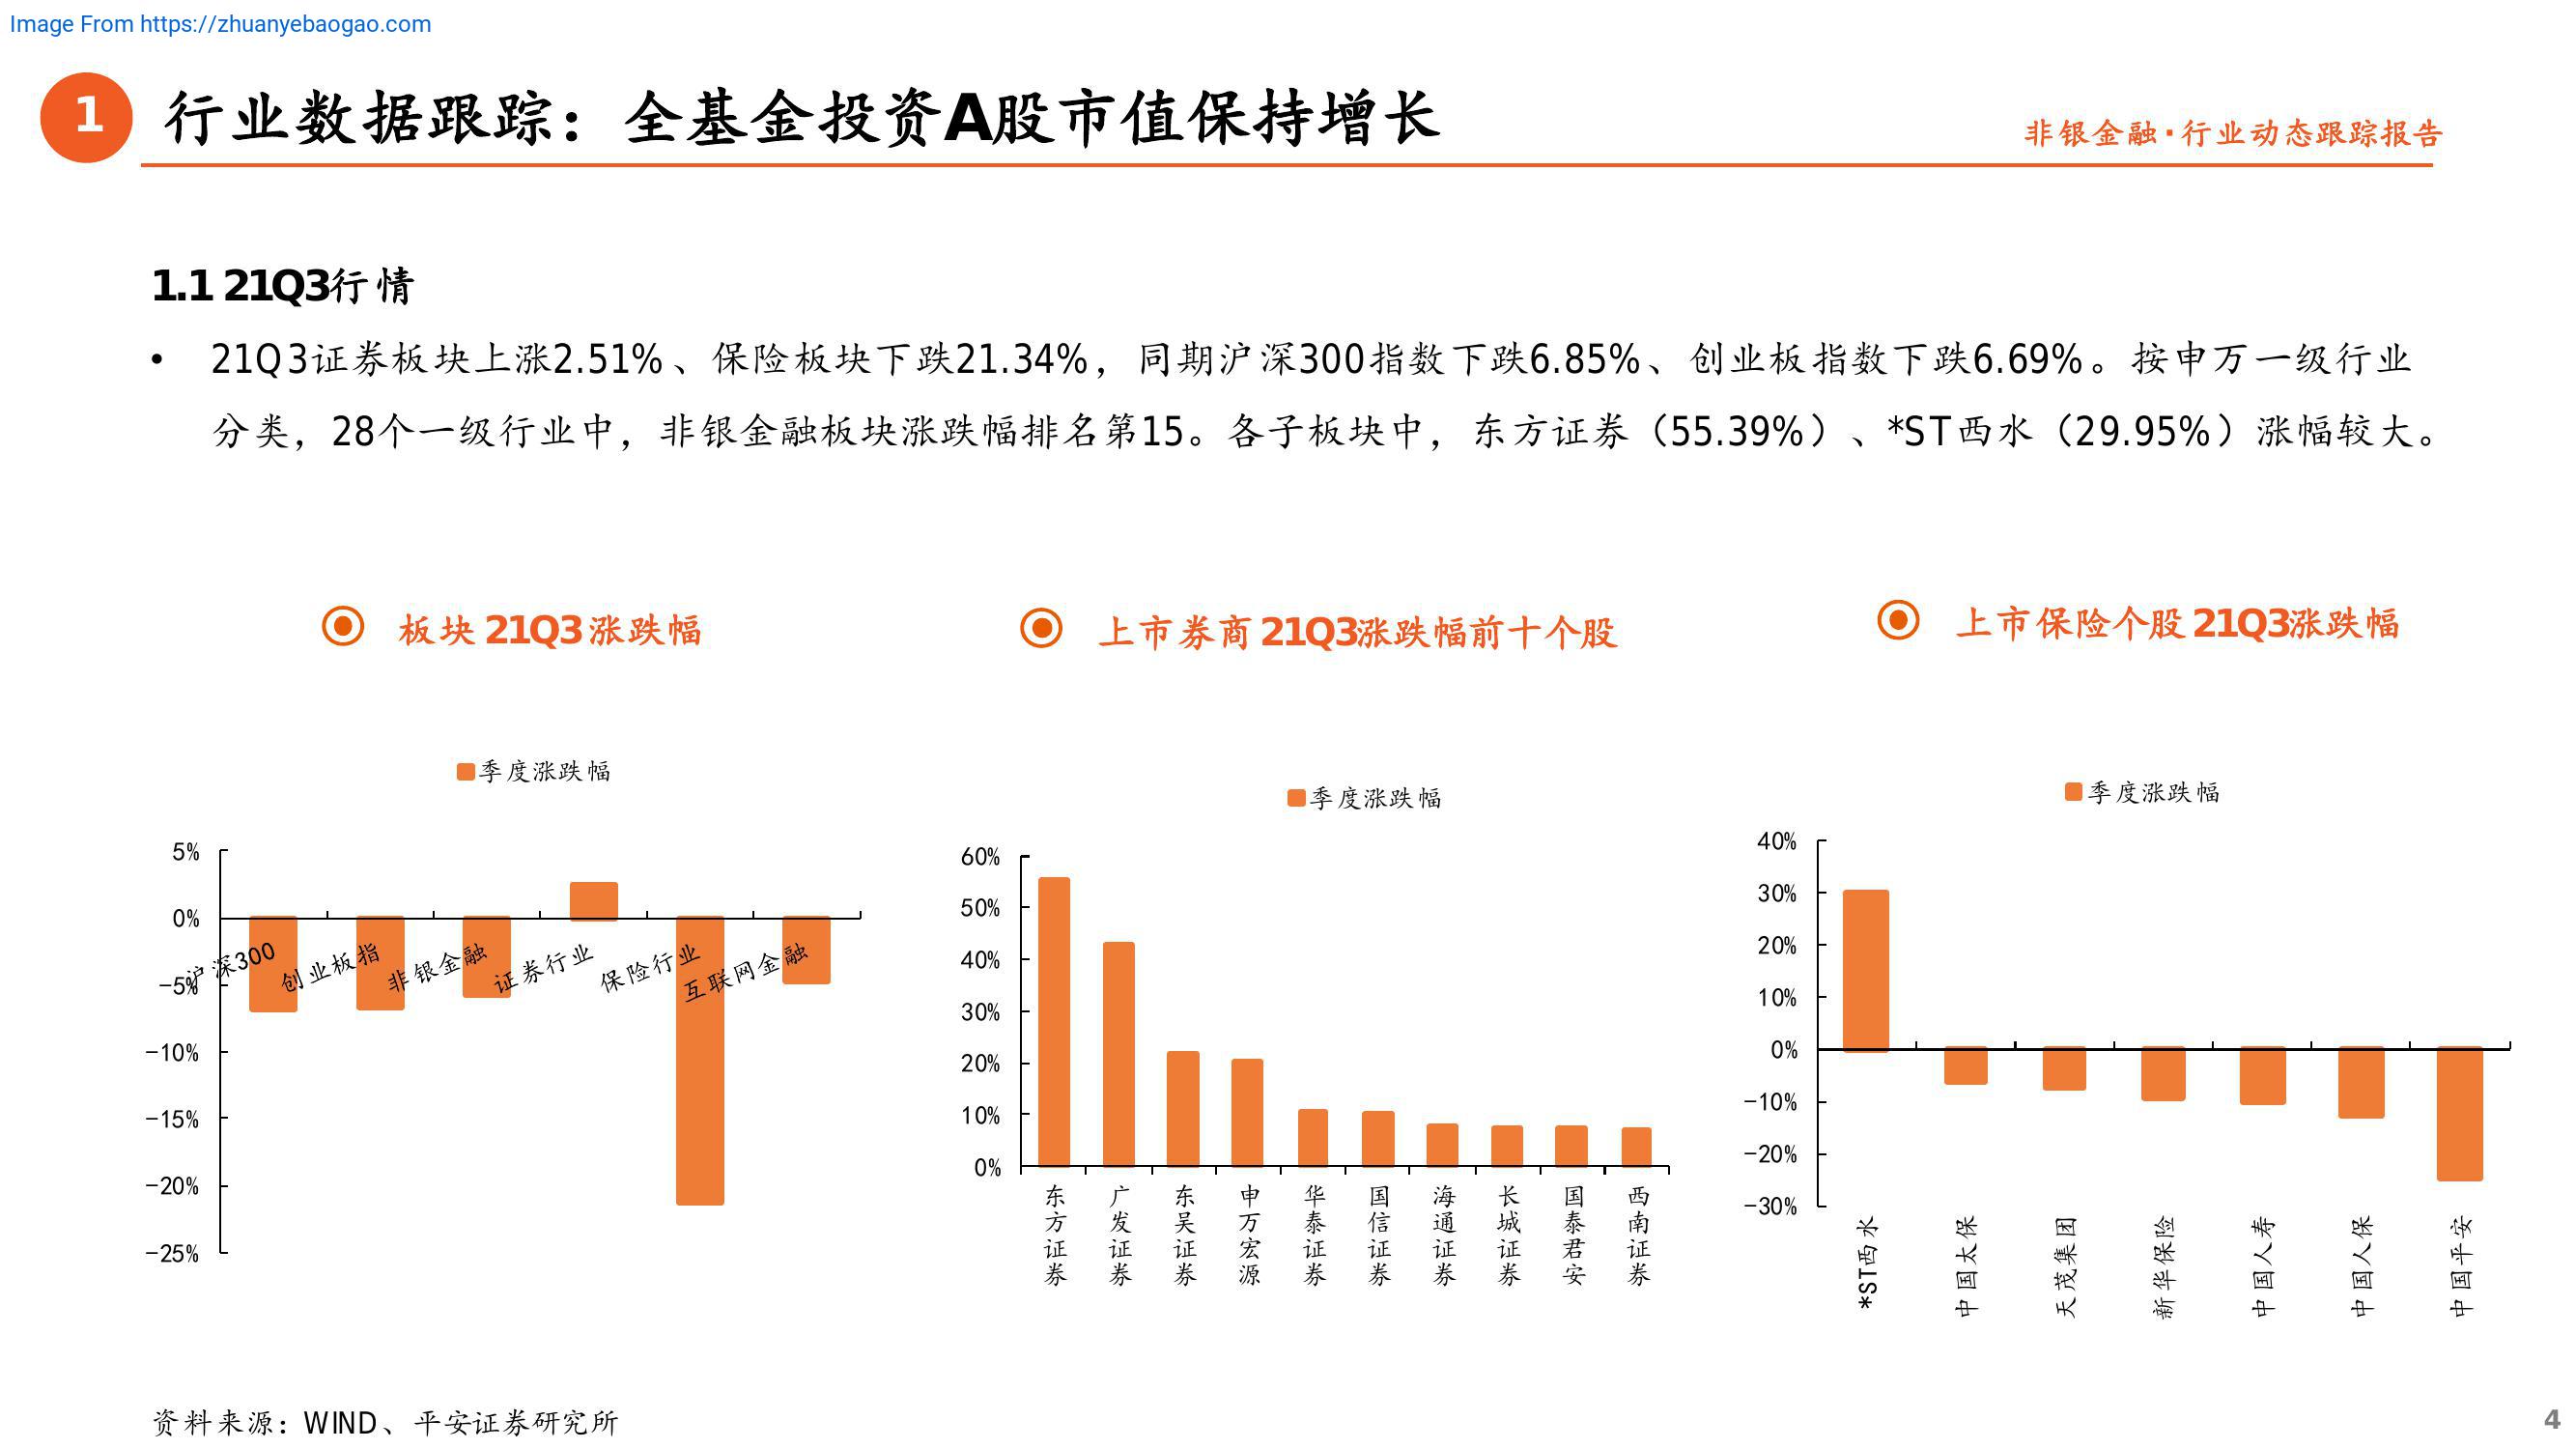 Image From https://zhuanyebaogao.com
1
行业数据跟踪：全基金投资A股市值保持增长
非银金融·行业动态跟踪报告
1.1 21Q3行情
• 21Q3证券板块上涨2.51%、保险板块下跌21.34%，同期沪深300指数下跌6.85%、创业板指数下跌6.69%。按申万一级行业
分类，28个一级行业中，非银金融板块涨跌幅排名第15。各子板块中，东方证券（55.39%）、*ST西水（29.95%）涨幅较大。
板块21Q3涨跌幅
季度涨跌幅
5%
0%
-5%
-10%
-15%
-20%
-25%
沪深300
创业板指
非银金融
证券行业
保险行业
互联网金融
上市券商21Q3涨跌幅前十个股
季度涨跌幅
60%
50%
40%
30%
20%
10%
0%
东方证券
广发证券
东吴证券
申万宏源
华泰证券
国信证券
海通证券
长城证券
国泰君安
西南证券
上市保险个股21Q3涨跌幅
季度涨跌幅
40%
30%
20%
10%
0%
-10%
-20%
-30%
*ST西水
中国太保
天茂集团
新华保险
中国人寿
中国人保
中国平安
资料来源：WIND、平安证券研究所
4